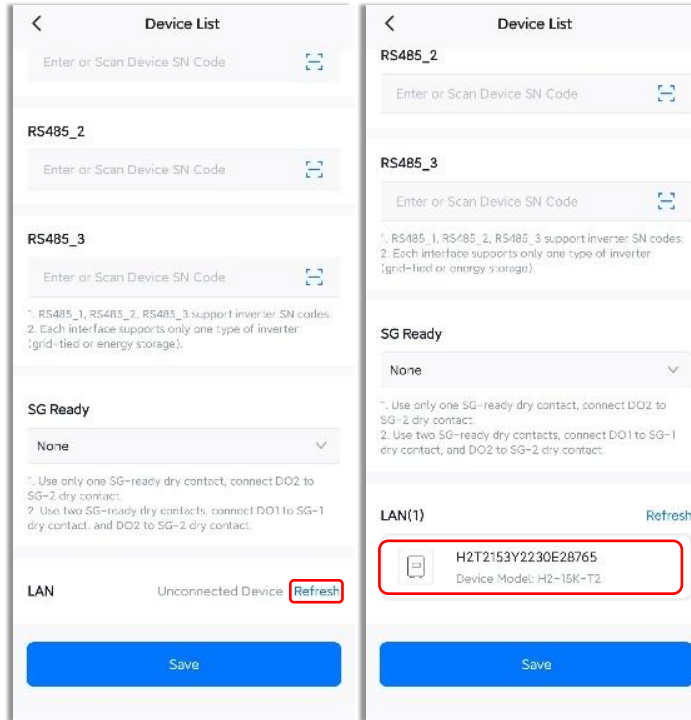 Device List
Enter or Scan Device SN Code
RS485_2
Enter or Scan Device SN Code
RS485_3
Enter or Scan Device SN Code
1. RS485_1, RS485_2, RS485_3 support inverter SN codes.
2. Each interface supports only one type of inverter
(grid-tied or energy storage).
SG Ready
None
1. Use only one SG-ready dry contact, connect DO2 to
SG-2 dry contact.
2. Use two SG-ready dry contacts, connect DO1 to SG-1
dry contact, and DO2 to SG-2 dry contact.
LAN Unconnected Device Refresh
Save
Device List
RS485_2
Enter or Scan Device SN Code
RS485_3
Enter or Scan Device SN Code
1. RS485_1, RS485_2, RS485_3 support inverter SN codes.
2. Each interface supports only one type of inverter
(grid-tied or energy storage).
SG Ready
None
1. Use only one SG-ready dry contact, connect DO2 to
SG-2 dry contact.
2. Use two SG-ready dry contacts, connect DO1 to SG-1
dry contact, and DO2 to SG-2 dry contact.
LAN(1) Refresh
H2T2153Y2230E28765
Device Model: H2-15K-T2
Save